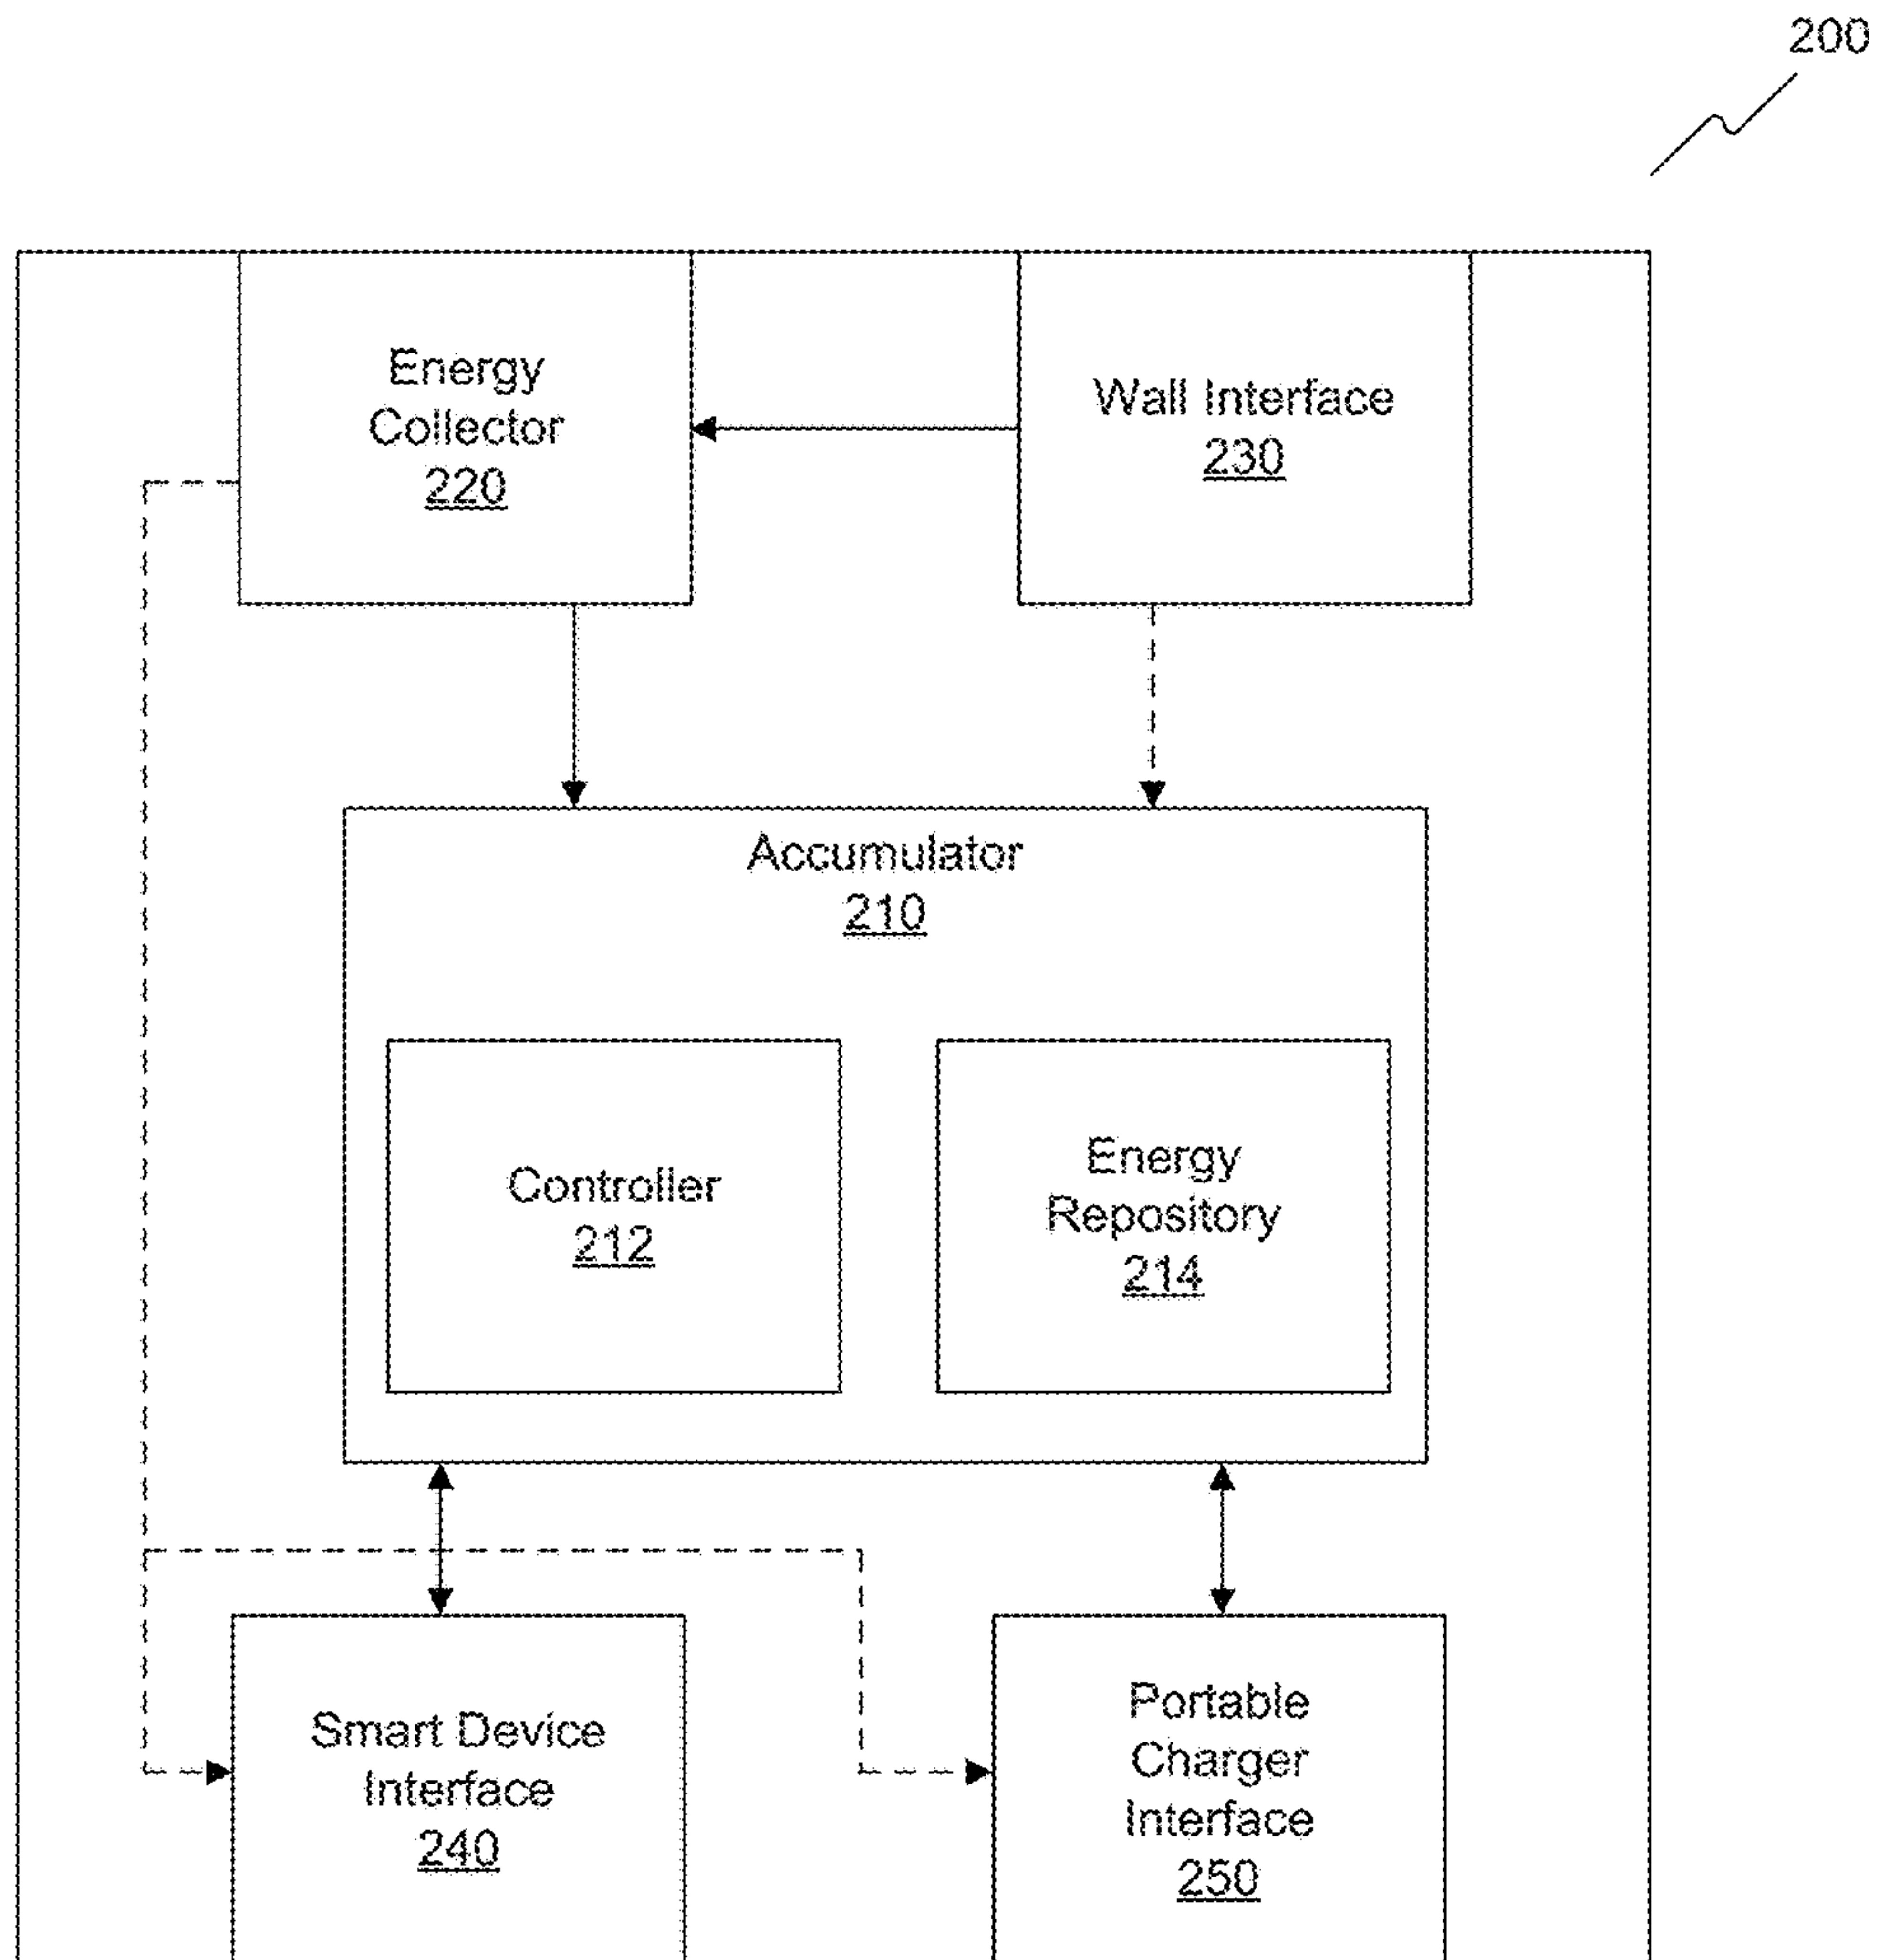 200
Energy
Collector
220
Wall Interface
230
Accumulator
210
Controller
212
Energy
Repository
214
Smart Device
Interface
240
Portable
Charger
Interface
250